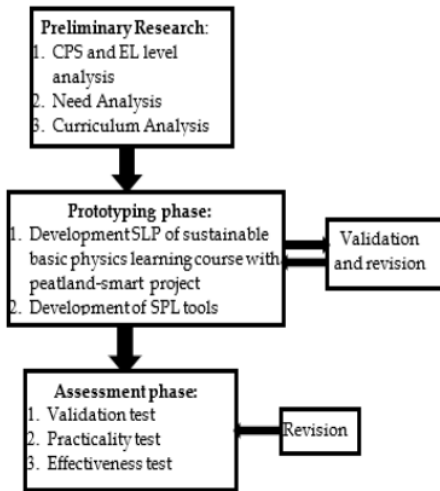 Preliminary Research:
1. CPS and EL level
analysis
2. Need Analysis
3. Curriculum Analysis
Prototyping phase:
1. Development SLP of sustainable
basic physics learning course with
peatland-smart project
2. Development of SPL tools
Validation
and revision
Assessment phase:
1. Validation test
2. Practicality test
3. Effectiveness test
Revision